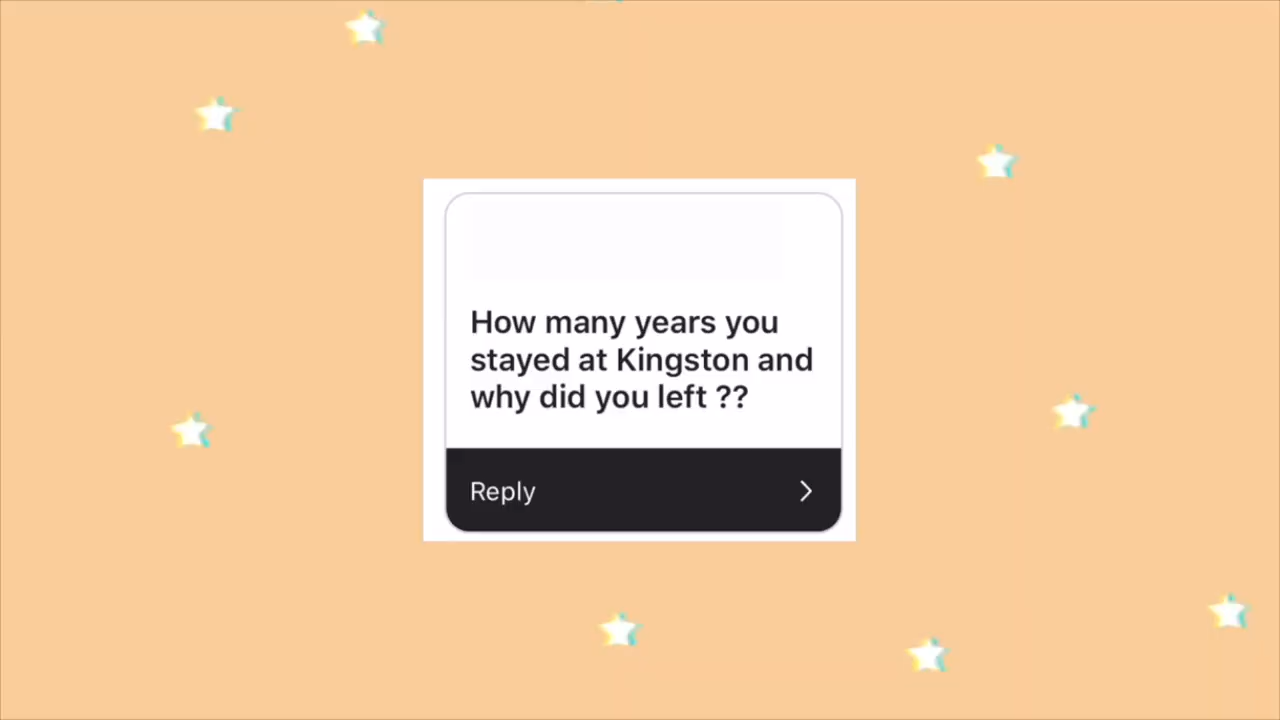 How many years you
stayed at Kingston and
why did you left ??
Reply